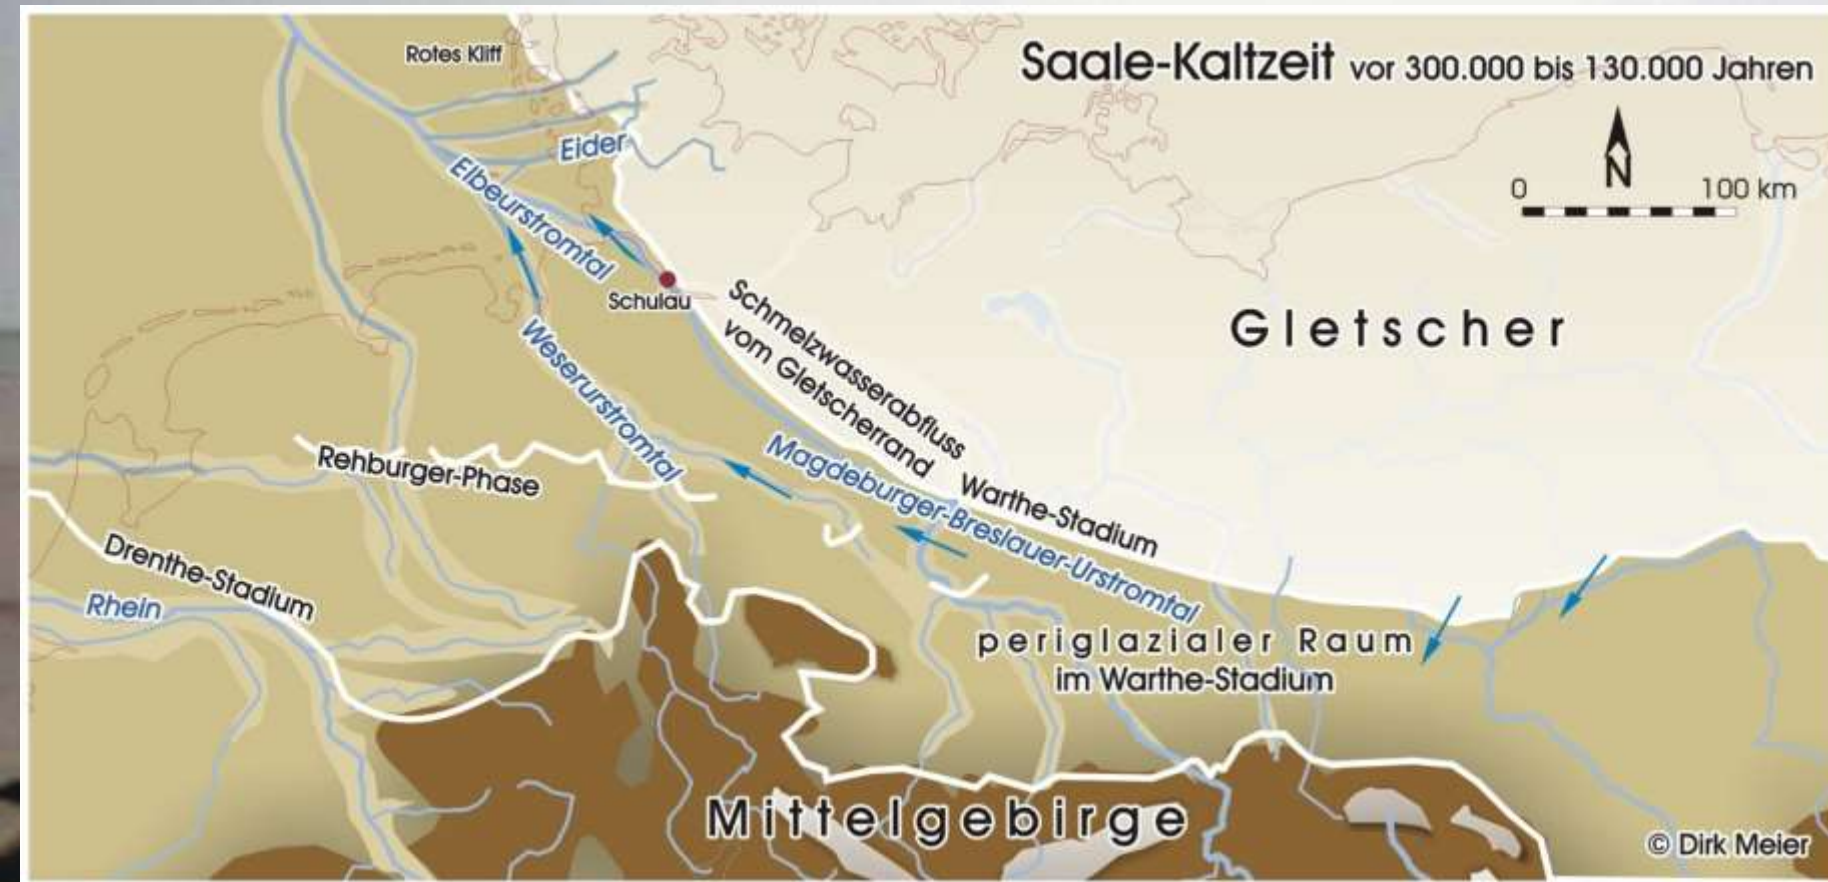 Saale-Kaltzeit vor 300.000 bis 130.000 Jahren
Rotes Kliff
N
0 100 km
Eider
Elbeurstromtal
Schulau
Gletscher
Schmelzwasserabfluss
vom Gletscherrand
Weserurstromtal
Warthe-Stadium
Magdeburger-Breslauer-Urstromtal
Rehburger-Phase
Drenthe-Stadium
Rhein
periglazialer Raum
im Warthe-Stadium
Mittelgebirge
© Dirk Meier